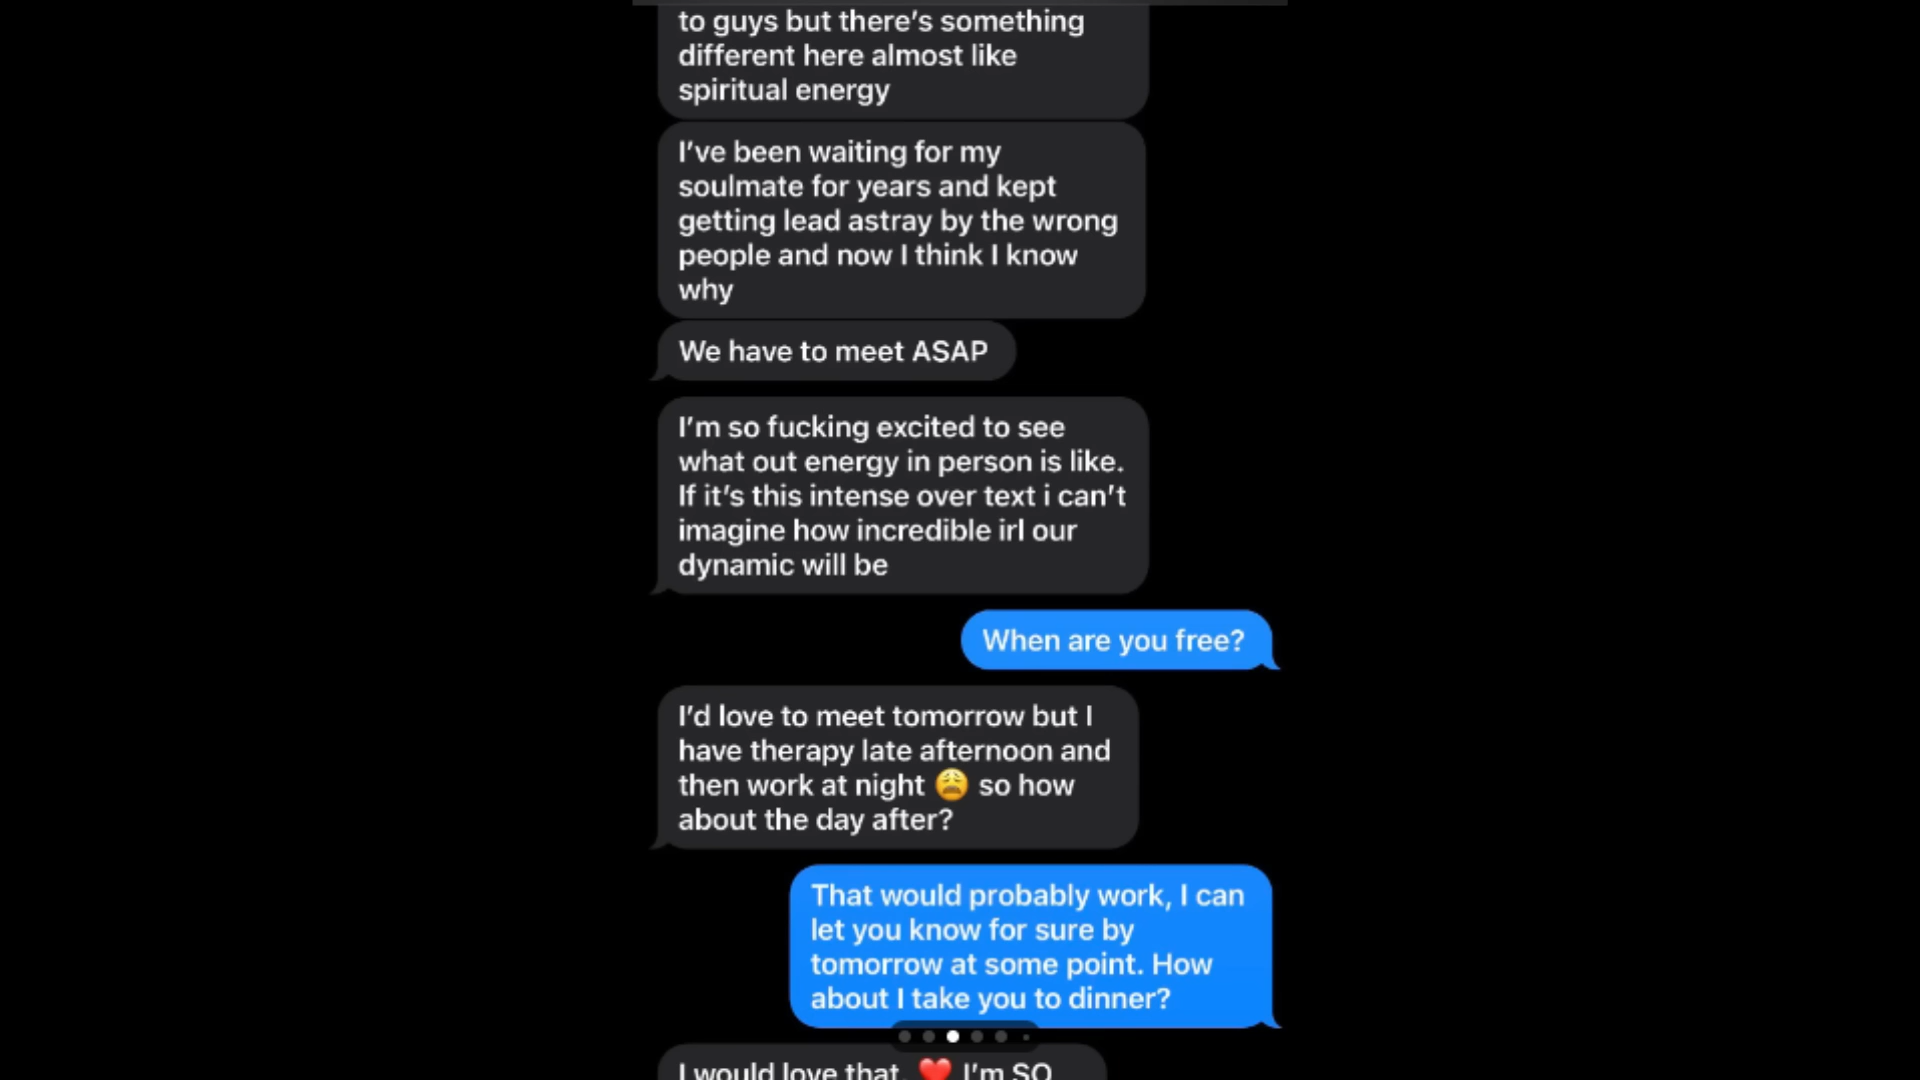 to guys but there's something
different here almost like
spiritual energy
I've been waiting for my
soulmate for years and kept
getting lead astray by the wrong
people and now I think I know
why
We have to meet ASAP
I'm so fucking excited to see
what out energy in person is like.
If it's this intense over text i can't
imagine how incredible irl our
dynamic will be
When are you free?
I'd love to meet tomorrow but I
have therapy late afternoon and
then work at night 😩 so how
about the day after?
That would probably work, I can
let you know for sure by
tomorrow at some point. How
about I take you to dinner?
I would love that. ❤️ I'm SO